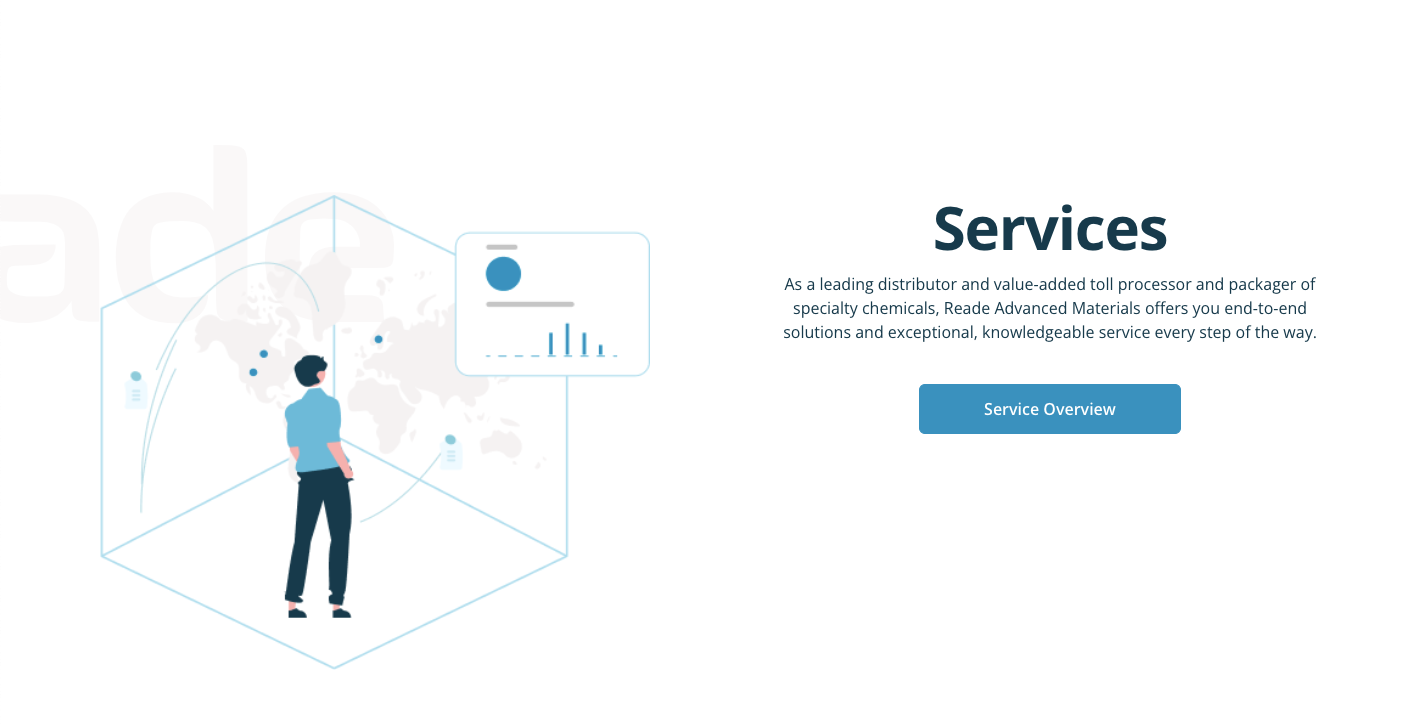 ade
Services
As a leading distributor and value-added toll processor and packager of
specialty chemicals, Reade Advanced Materials offers you end-to-end
solutions and exceptional, knowledgeable service every step of the way.
Service Overview